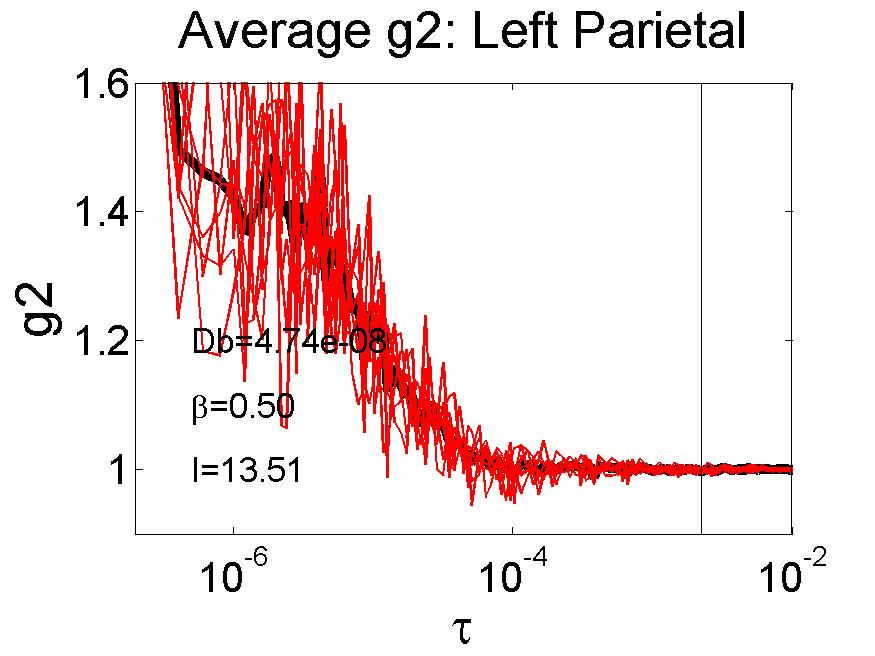 Average g2: Left Parietal
1.6
1.4
1.2
1
g2
Db=4.74e-08
β=0.50
I=13.51
10^-6
10^-4
10^-2
τ